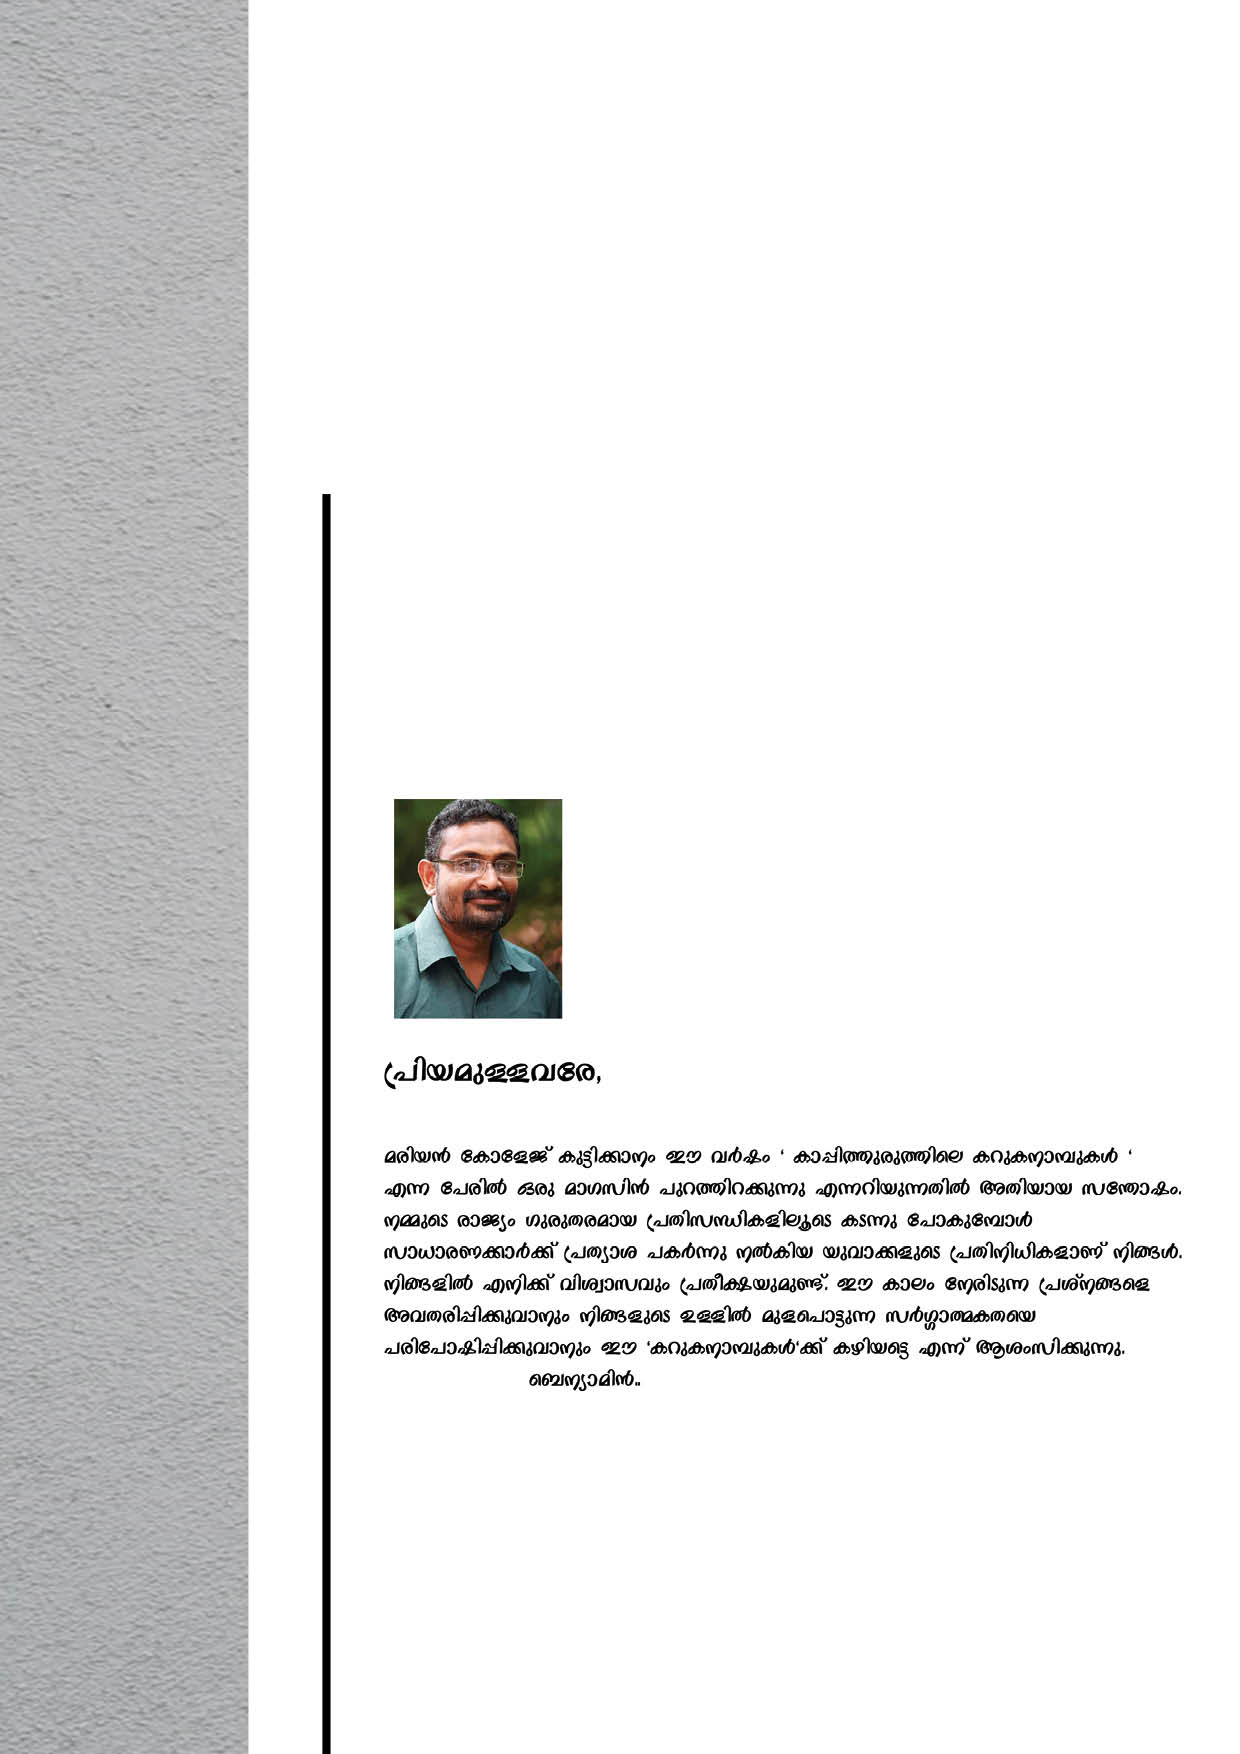 പ്രിയമുള്ളവരേ,
മരിയൻ കോളേജ് കുട്ടിക്കാനം ഈ വർഷം ‘ കാപ്പിത്തുരുത്തിലെ കറുകനാമ്പുകൾ ‘
എന്ന പേരിൽ ഒരു മാഗസിൻ പുറത്തിറക്കുന്നു എന്നറിയുന്നതിൽ അതിയായ സന്തോഷം.
നമ്മുടെ രാജ്യം ഗുരുതരമായ പ്രതിസന്ധികളിലൂടെ കടന്നു പോകുമ്പോൾ
സാധാരണക്കാർക്ക് പ്രത്യാശ പകർന്നു നൽകിയ യുവാക്കളുടെ പ്രതിനിധികളാണ് നിങ്ങൾ.
നിങ്ങളിൽ എനിക്ക് വിശ്വാസവും പ്രതീക്ഷയുമുണ്ട്. ഈ കാലം നേരിടുന്ന പ്രശ്നങ്ങളെ
അവതരിപ്പിക്കുവാനും നിങ്ങളുടെ ഉള്ളിൽ മുളപൊട്ടുന്ന സർഗ്ഗാത്മകതയെ
പരിപോഷിപ്പിക്കുവാനും ഈ ‘കറുകനാമ്പുകൾ‘ക്ക് കഴിയട്ടെ എന്ന് ആശംസിക്കുന്നു.
ബെന്യാമിൻ..